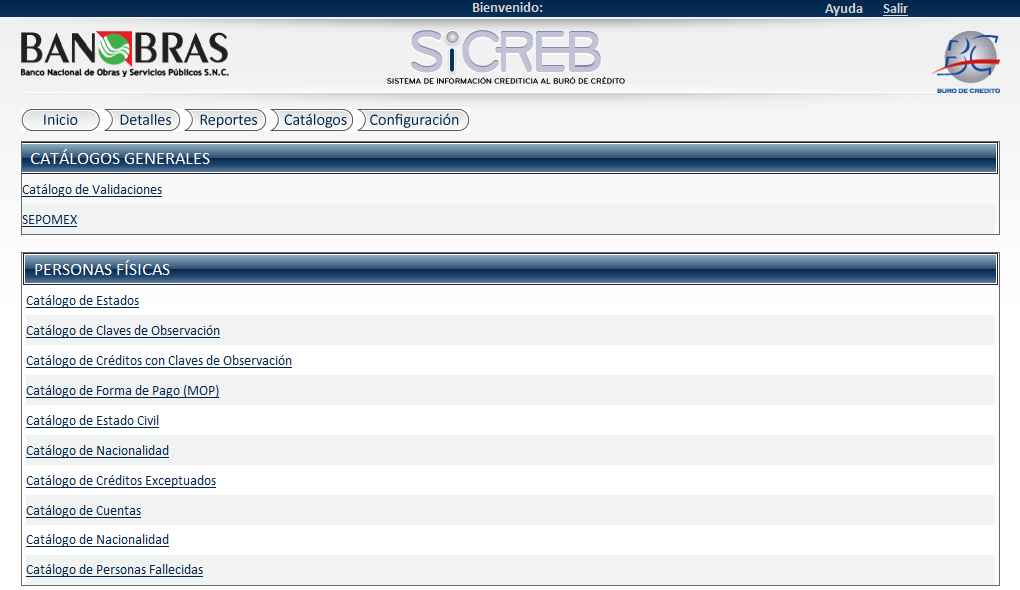 Bienvenido:
Ayuda Salir
BANOBRAS
Banco Nacional de Obras y Servicios Públicos S.N.C.
SiCREB
SISTEMA DE INFORMACIÓN CREDITICIA AL BURÓ DE CRÉDITO
BC
BURO DE CREDITO
Inicio Detalles Reportes Catálogos Configuración
CATÁLOGOS GENERALES
Catálogo de Validaciones
SEPOMEX
PERSONAS FÍSICAS
Catálogo de Estados
Catálogo de Claves de Observación
Catálogo de Créditos con Claves de Observación
Catálogo de Forma de Pago (MOP)
Catálogo de Estado Civil
Catálogo de Nacionalidad
Catálogo de Créditos Exceptuados
Catálogo de Cuentas
Catálogo de Nacionalidad
Catálogo de Personas Fallecidas